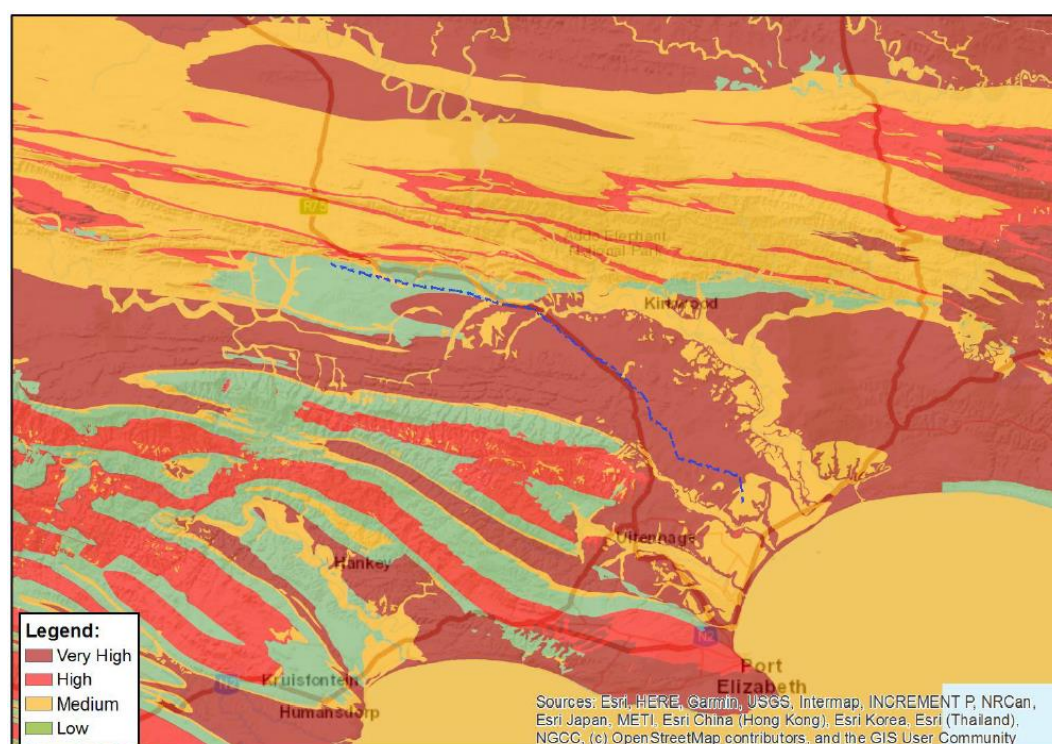 R75
Addo Elephant
National Park
Kirkwood
Uitenhage
Hankey
N2
Port
Elizabeth
Kruisfontein
Humansdorp
Legend:
Very High
High
Medium
Low
Sources: Esri, HERE, Garmin, USGS, Intermap, INCREMENT P, NRCan,
Esri Japan, METI, Esri China (Hong Kong), Esri Korea, Esri (Thailand),
NGCC, (c) OpenStreetMap contributors, and the GIS User Community